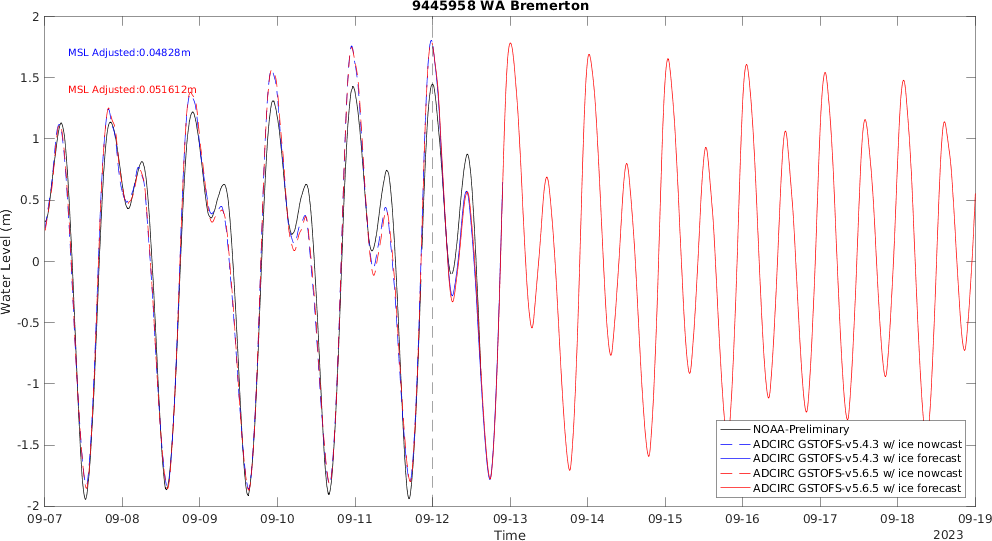 9445958 WA Bremerton
2
1.5
1
0.5
0
-0.5
-1
-1.5
-2
Water Level (m)
MSL Adjusted:0.04828m
MSL Adjusted:0.051612m
NOAA-Preliminary
ADCIRC GSTOFS-v5.4.3 w/ ice nowcast
ADCIRC GSTOFS-v5.4.3 w/ ice forecast
ADCIRC GSTOFS-v5.6.5 w/ ice nowcast
ADCIRC GSTOFS-v5.6.5 w/ ice forecast
09-07 09-08 09-09 09-10 09-11 09-12 09-13 09-14 09-15 09-16 09-17 09-18 09-19
Time
2023